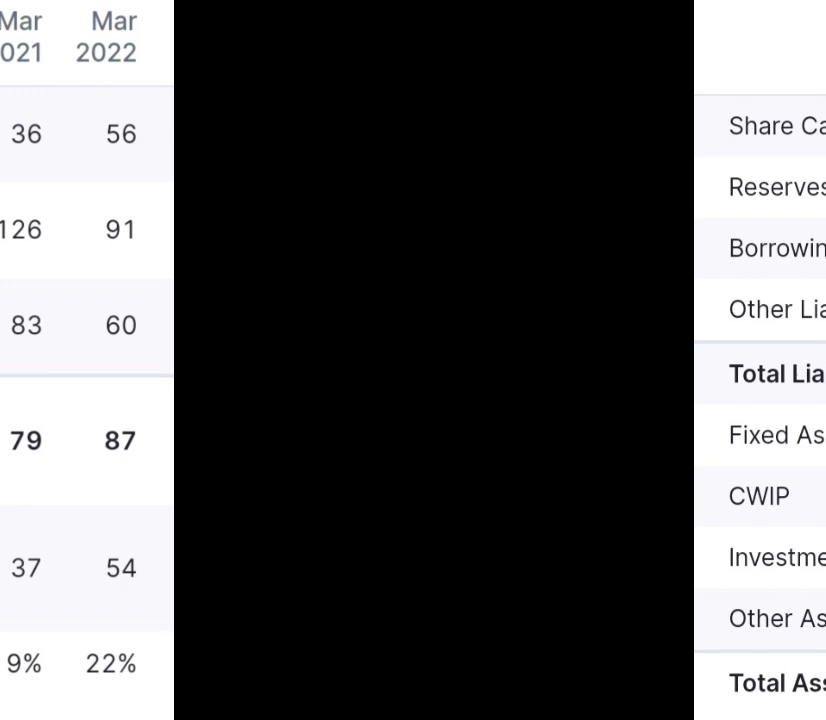 Mar Mar
021 2022
36 56
126 91
83 60
79 87
37 54
9% 22%
Share Ca
Reserves
Borrowin
Other Lia
Total Lia
Fixed As
CWIP
Investme
Other As
Total Ass